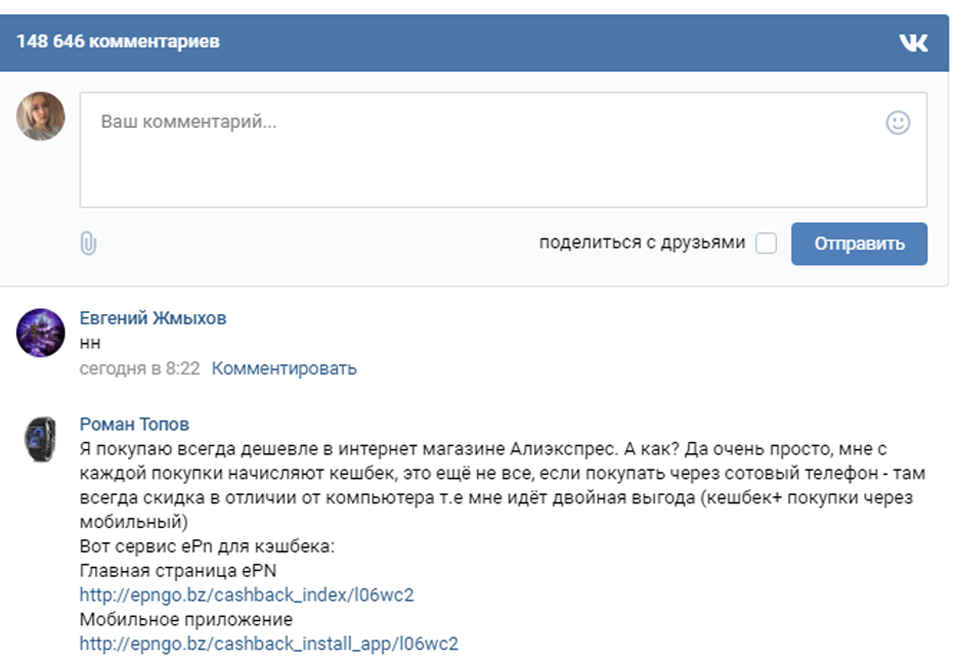 148 646 комментариев
Ваш комментарий...
поделиться с друзьями
Отправить
Евгений Жмыхов
нн
сегодня в 8:22 Комментировать
Роман Топов
Я покупаю всегда дешевле в интернет магазине Алиэкспрес. А как? Да очень просто, мне с
каждой покупки начисляют кешбек, это ещё не все, если покупать через сотовый телефон - там
всегда скидка в отличии от компьютера т.е мне идёт двойная выгода (кешбек+ покупки через
мобильный)
Вот сервис ePn для кэшбека:
Главная страница ePN
http://epngo.bz/cashback_index/l06wc2
Мобильное приложение
http://epngo.bz/cashback_install_app/l06wc2